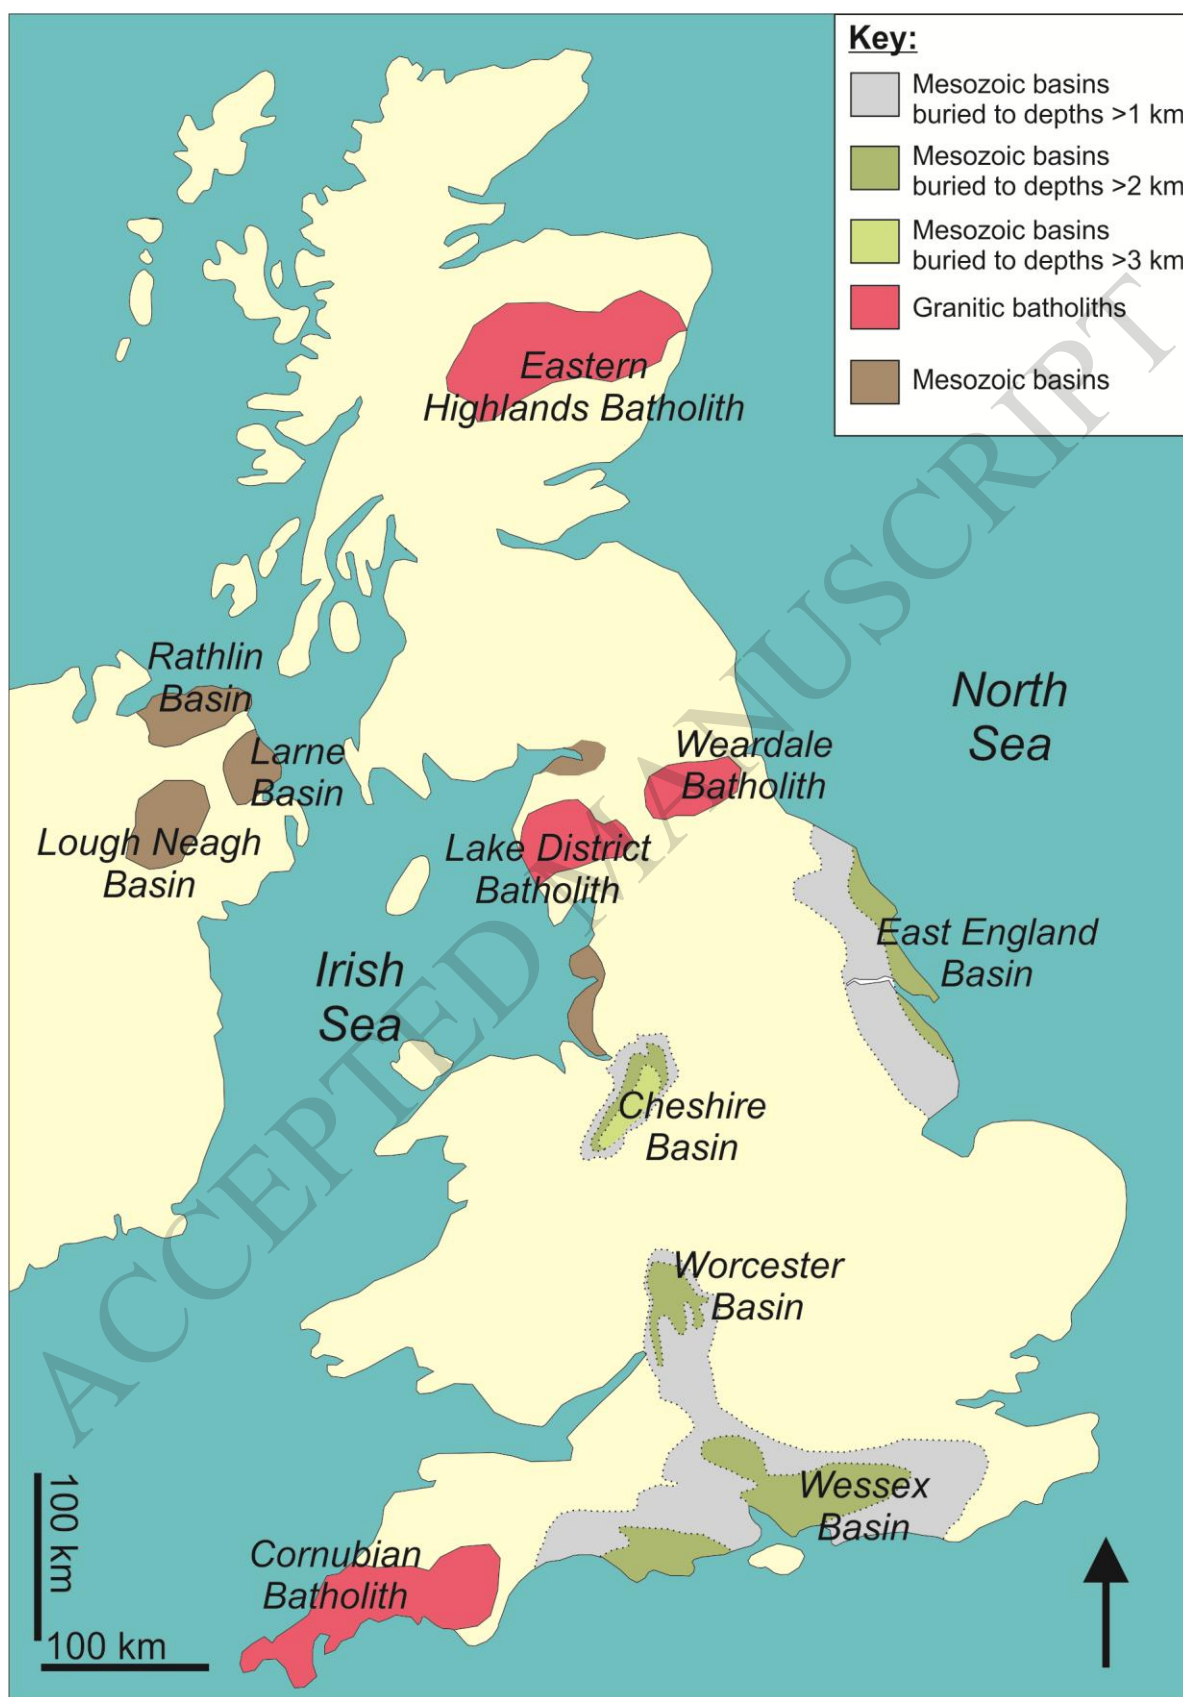 Key:
Mesozoic basins
buried to depths >1 km
Mesozoic basins
buried to depths >2 km
Mesozoic basins
buried to depths >3 km
Granitic batholiths
Mesozoic basins
Eastern
Highlands Batholith
Rathlin
Basin
Larne
Basin
Lough Neagh
Basin
Weardale
Batholith
Lake District
Batholith
North
Sea
East England
Basin
Irish
Sea
Cheshire
Basin
Worcester
Basin
Wessex
Basin
Cornubian
Batholith
100 km
100 km
ACCEPTED MANUSCRIPT